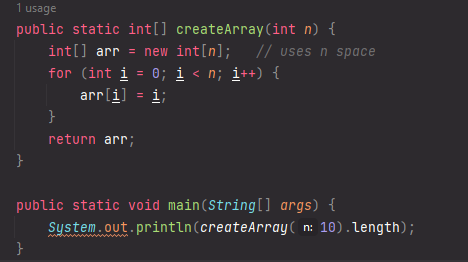 1 usage
public static int[] createArray(int n) {
    int[] arr = new int[n];   // uses n space
    for (int i = 0; i < n; i++) {
        arr[i] = i;
    }
    return arr;
}
public static void main(String[] args) {
    System.out.println(createArray( n: 10).length);
}